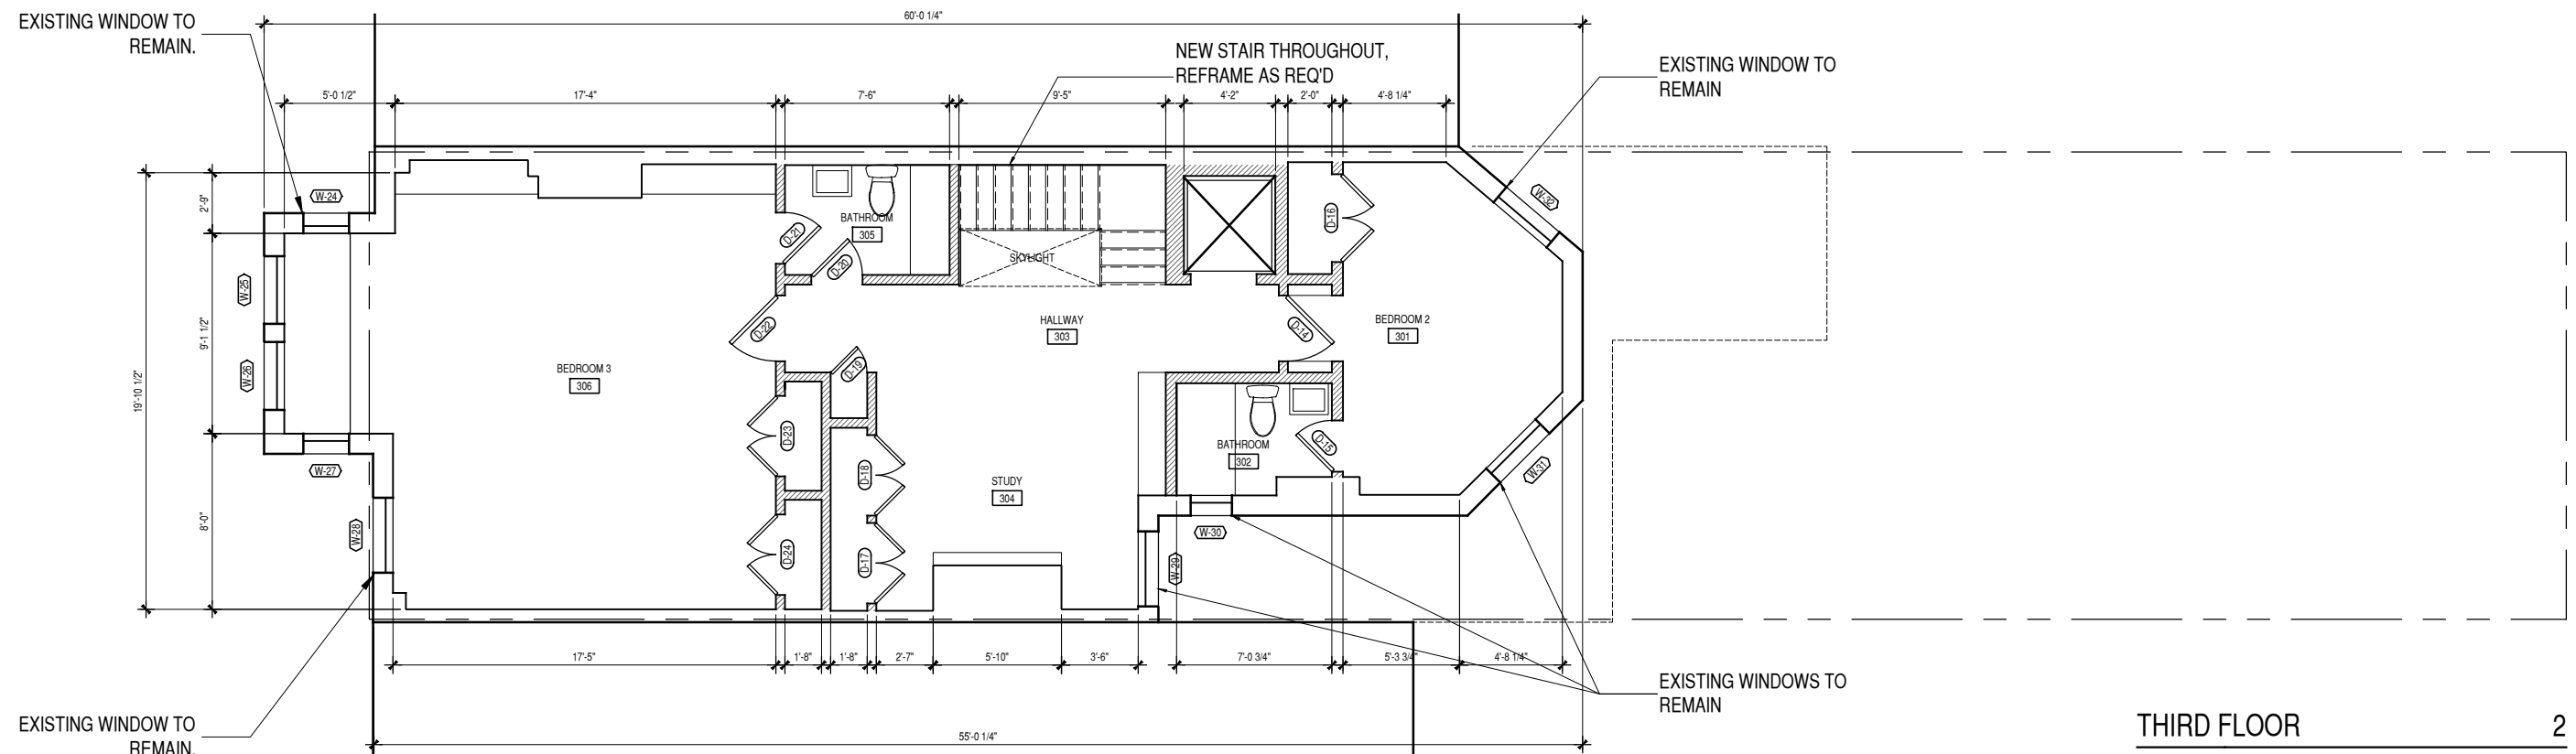 EXISTING WINDOW TO
REMAIN.
60'-0 1/4"
NEW STAIR THROUGHOUT,
REFRAME AS REQ'D
EXISTING WINDOW TO
REMAIN
5'-0 1/2"
17'-4"
7'-6"
9'-5"
4'-2"
2'-0"
4'-8 1/4"
2'-9"
W-24
W-32
D-16
BATHROOM
305
D-21
D-20
SKYLIGHT
W-25
9'-1 1/2"
D-22
HALLWAY
303
D-14
BEDROOM 2
301
19'-10 1/2"
W-26
BEDROOM 3
306
D-19
D-23
D-18
BATHROOM
302
D-15
W-27
W-31
STUDY
304
8'-0"
W-28
D-24
D-17
W-30
W-29
17'-5"
1'-8"
1'-8"
2'-7"
5'-10"
3'-6"
7'-0 3/4"
5'-3 3/4"
4'-8 1/4"
EXISTING WINDOWS TO
REMAIN
EXISTING WINDOW TO
REMAIN.
55'-0 1/4"
THIRD FLOOR
2